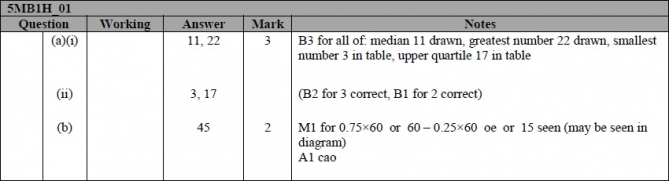 5MB1H_01
Question Working Answer Mark Notes
(a)(i) 11, 22 3 B3 for all of: median 11 drawn, greatest number 22 drawn, smallest
number 3 in table, upper quartile 17 in table
(ii) 3, 17 (B2 for 3 correct, B1 for 2 correct)
(b) 45 2 M1 for 0.75×60 or 60 – 0.25×60 oe or 15 seen (may be seen in
diagram)
A1 cao